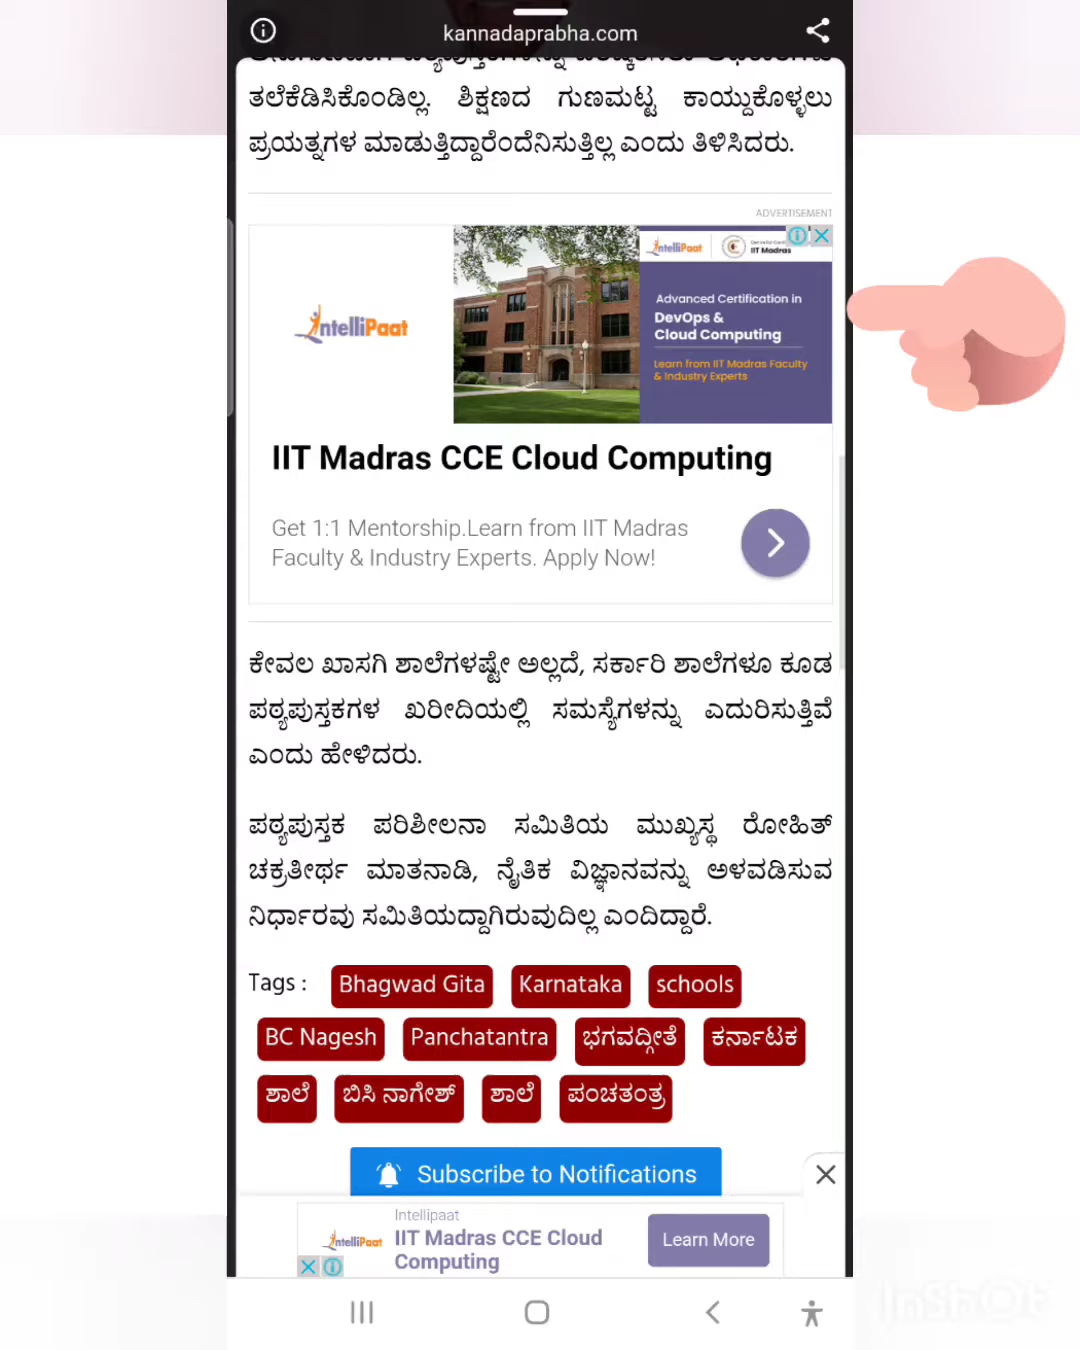 kannadaprabha.com
ತಲೆಕೆಡಿಸಿಕೊಂಡಿಲ್ಲ. ಶಿಕ್ಷಣದ ಗುಣಮಟ್ಟ ಕಾಯ್ದುಕೊಳ್ಳಲು
ಪ್ರಯತ್ನಗಳ ಮಾಡುತ್ತಿದ್ದಾರೆಂದೆನಿಸುತ್ತಿಲ್ಲ ಎಂದು ತಿಳಿಸಿದರು.
ADVERTISEMENT
IntelliPaat
IntelliPaat
IIT Madras
Advanced Certification in
DevOps &
Cloud Computing
Learn from IIT Madras Faculty
& Industry Experts
IIT Madras CCE Cloud Computing
Get 1:1 Mentorship.Learn from IIT Madras
Faculty & Industry Experts. Apply Now!
ಕೇವಲ ಖಾಸಗಿ ಶಾಲೆಗಳಷ್ಟೇ ಅಲ್ಲದೆ, ಸರ್ಕಾರಿ ಶಾಲೆಗಳೂ ಕೂಡ
ಪಠ್ಯಪುಸ್ತಕಗಳ ಖರೀದಿಯಲ್ಲಿ ಸಮಸ್ಯೆಗಳನ್ನು ಎದುರಿಸುತ್ತಿವೆ
ಎಂದು ಹೇಳಿದರು.
ಪಠ್ಯಪುಸ್ತಕ ಪರಿಶೀಲನಾ ಸಮಿತಿಯ ಮುಖ್ಯಸ್ಥ ರೋಹಿತ್
ಚಕ್ರತೀರ್ಥ ಮಾತನಾಡಿ, ನೈತಿಕ ವಿಜ್ಞಾನವನ್ನು ಅಳವಡಿಸುವ
ನಿರ್ಧಾರವು ಸಮಿತಿಯದ್ದಾಗಿರುವುದಿಲ್ಲ ಎಂದಿದ್ದಾರೆ.
Tags : Bhagwad Gita Karnataka schools
BC Nagesh Panchatantra ಭಗವದ್ಗೀತೆ ಕರ್ನಾಟಕ
ಶಾಲೆ ಬಿಸಿ ನಾಗೇಶ್ ಶಾಲೆ ಪಂಚತಂತ್ರ
Subscribe to Notifications
Intellipaat
IntelliPaat IIT Madras CCE Cloud Learn More
Computing
InShOt